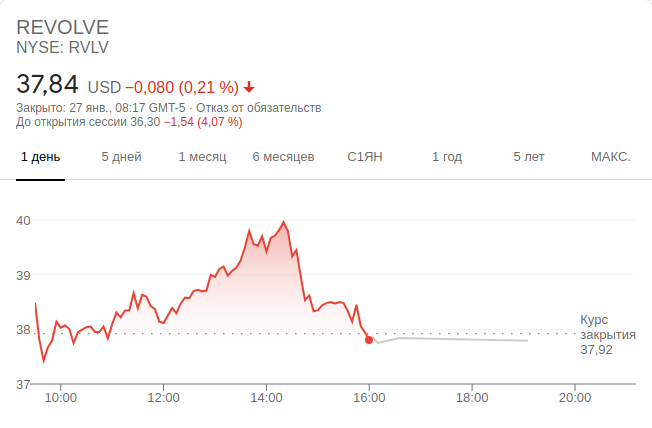 REVOLVE
NYSE: RVLV
37,84 USD −0,080 (0,21 %)
Закрыто: 27 янв., 08:17 GMT-5 · Отказ от обязательств
До открытия сессии 36,30 −1,54 (4,07 %)
1 день 5 дней 1 месяц 6 месяцев С1ЯН 1 год 5 лет МАКС.
40
39
38
37
Курс
закрытия
37,92
10:00 12:00 14:00 16:00 18:00 20:00